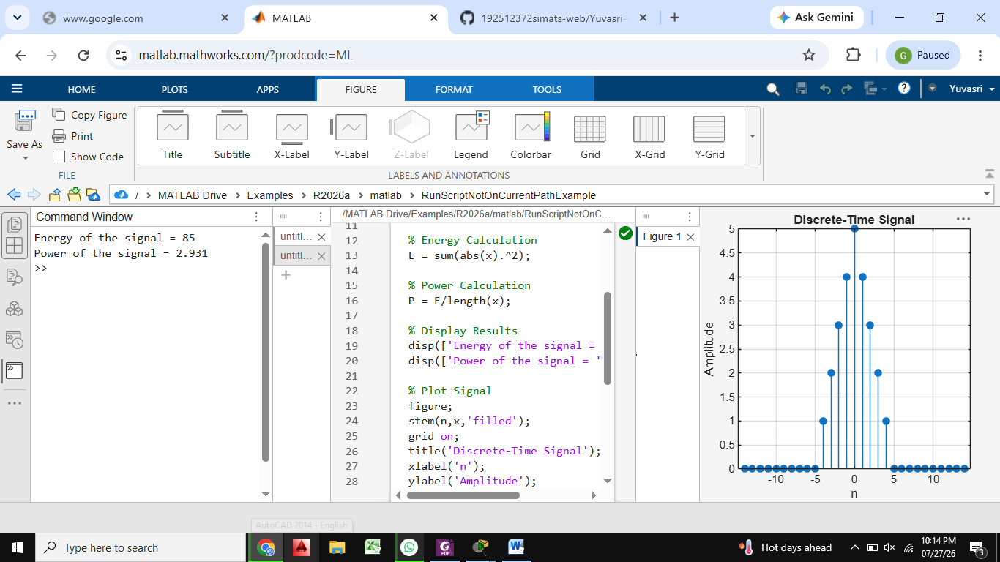 www.google.com
MATLAB
192512372simats-web/Yuvasri-
Ask Gemini
matlab.mathworks.com/?prodcode=ML
G Paused
HOME PLOTS APPS FIGURE FORMAT TOOLS
Yuvasri
Save As
Copy Figure
Print
Show Code
FILE
Title Subtitle X-Label Y-Label Z-Label Legend Colorbar Grid X-Grid Y-Grid
LABELS AND ANNOTATIONS
/ MATLAB Drive Examples R2026a matlab RunScriptNotOnCurrentPathExample
Command Window
Energy of the signal = 85
Power of the signal = 2.931
>>
untitl...
untitl...
/MATLAB Drive/Examples/R2026a/matlab/RunScriptNotOnC...
11
12 % Energy Calculation
13 E = sum(abs(x).^2);
14
15 % Power Calculation
16 P = E/length(x);
17
18 % Display Results
19 disp(['Energy of the signal =
20 disp(['Power of the signal = '
21
22 % Plot Signal
23 figure;
24 stem(n,x,'filled');
25 grid on;
26 title('Discrete-Time Signal');
27 xlabel('n');
28 ylabel('Amplitude');
Figure 1
Discrete-Time Signal
5
4.5
4
3.5
3
2.5
2
1.5
1
0.5
0
Amplitude
-10 -5 0 5 10
n
AutoCAD 2014 - English
Type here to search
Hot days ahead
10:14 PM
07/27/26
3